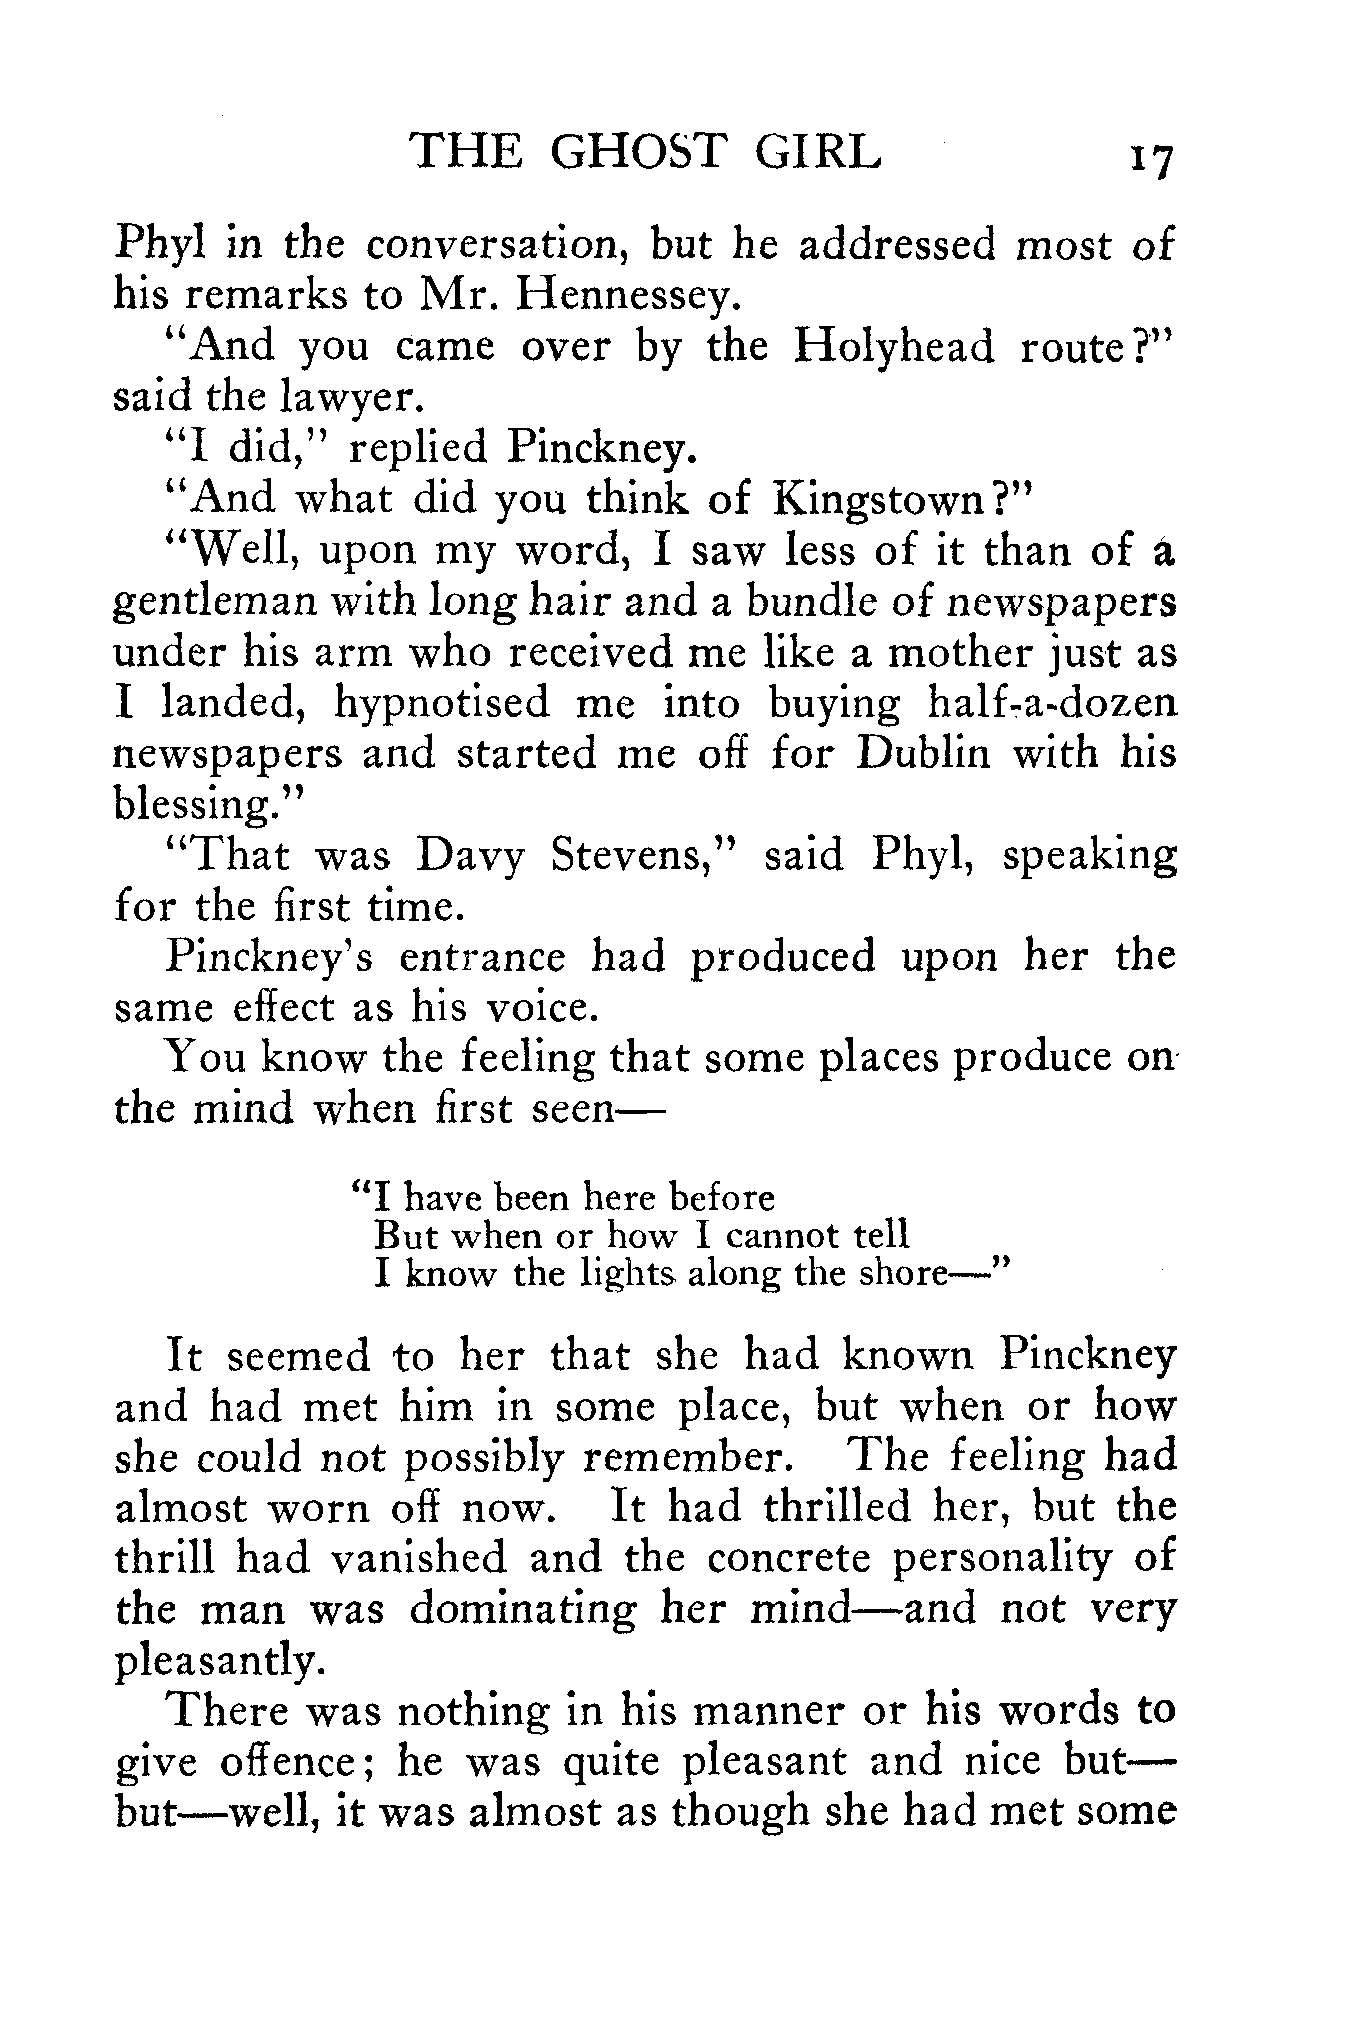 THE GHOST GIRL 17
Phyl in the conversation, but he addressed most of
his remarks to Mr. Hennessey.
"And you came over by the Holyhead route?"
said the lawyer.
"I did," replied Pinckney.
"And what did you think of Kingstown?"
"Well, upon my word, I saw less of it than of a
gentleman with long hair and a bundle of newspapers
under his arm who received me like a mother just as
I landed, hypnotised me into buying half-a-dozen
newspapers and started me off for Dublin with his
blessing."
"That was Davy Stevens," said Phyl, speaking
for the first time.
Pinckney's entrance had produced upon her the
same effect as his voice.
You know the feeling that some places produce on
the mind when first seen—
"I have been here before
But when or how I cannot tell
I know the lights along the shore—"
It seemed to her that she had known Pinckney
and had met him in some place, but when or how
she could not possibly remember. The feeling had
almost worn off now. It had thrilled her, but the
thrill had vanished and the concrete personality of
the man was dominating her mind—and not very
pleasantly.
There was nothing in his manner or his words to
give offence; he was quite pleasant and nice but—
but—well, it was almost as though she had met some